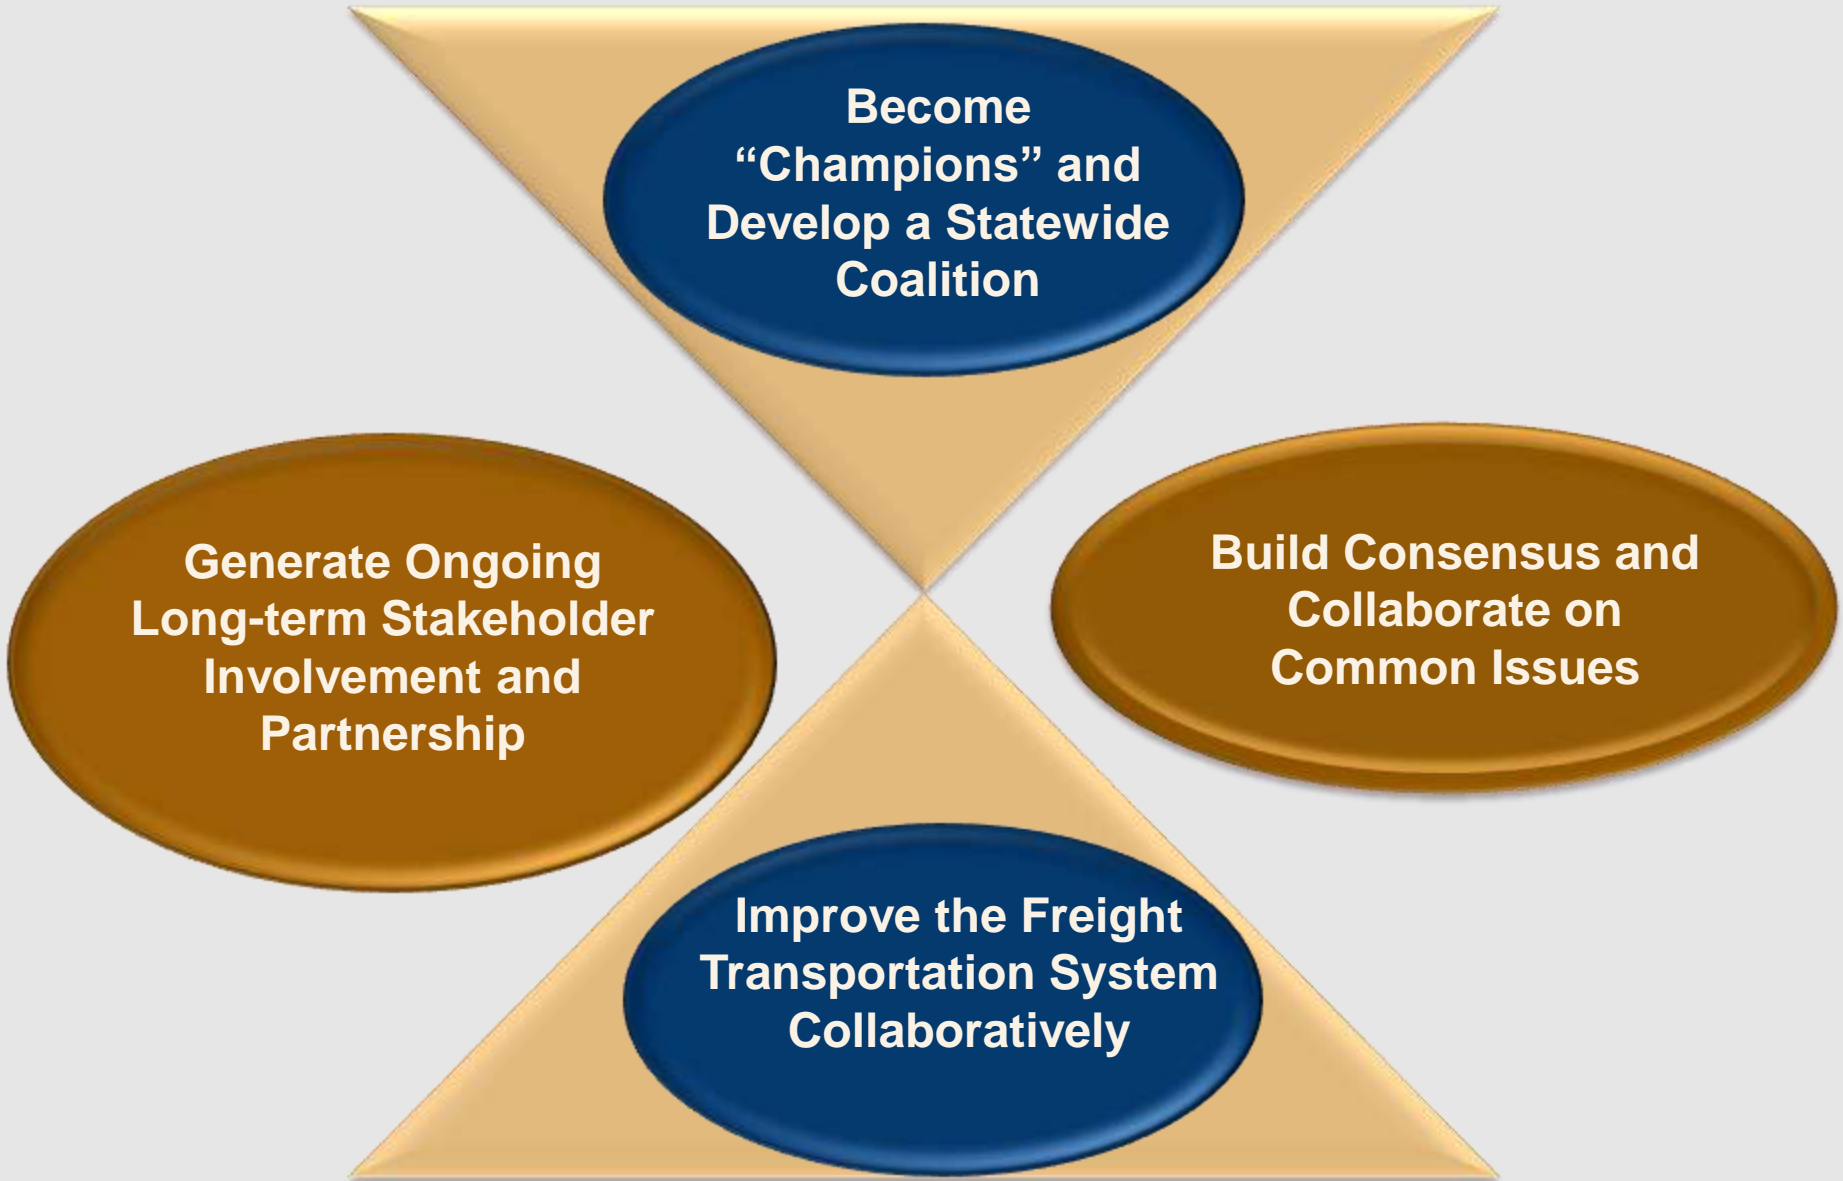 Become
“Champions” and
Develop a Statewide
Coalition
Generate Ongoing
Long-term Stakeholder
Involvement and
Partnership
Build Consensus and
Collaborate on
Common Issues
Improve the Freight
Transportation System
Collaboratively